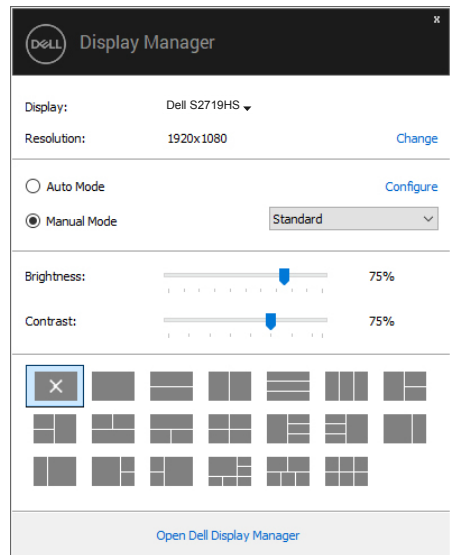 x
DELL Display Manager
Display: Dell S2719HS
Resolution: 1920x1080 Change
Auto Mode Configure
Manual Mode Standard
Brightness: 75%
Contrast: 75%
Open Dell Display Manager